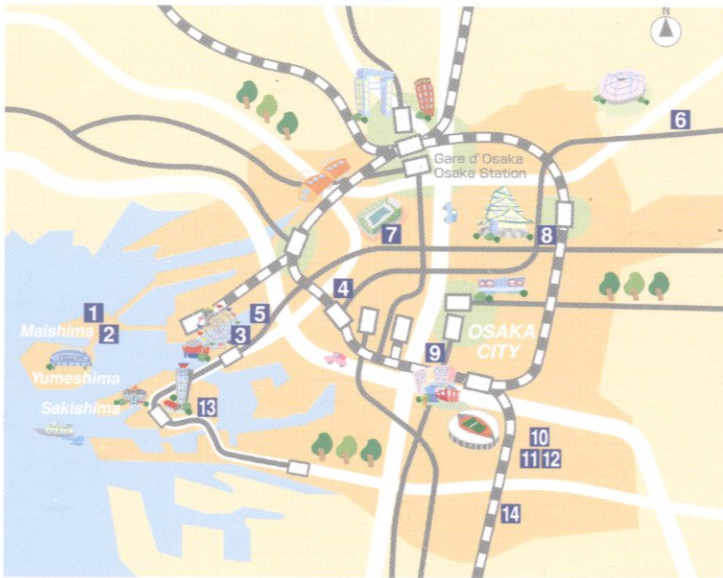 N
6
Gare d'Osaka
Osaka Station
7
8
1
Maishima
2
5
3
4
OSAKA
CITY
Yumeshima
9
Sakishima
13
10
11 12
14